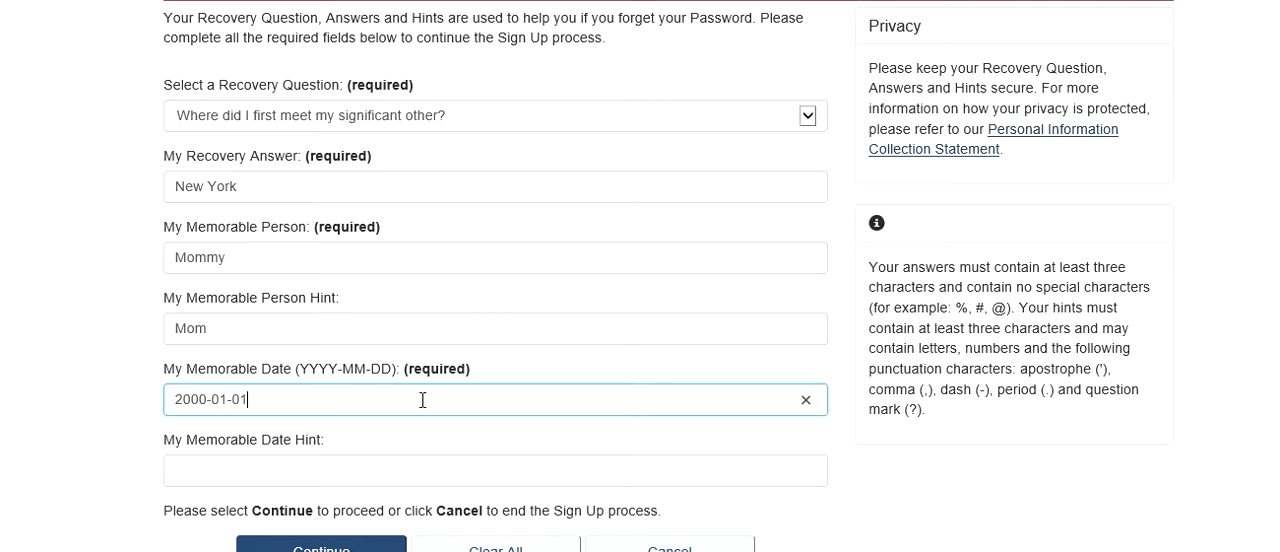 Your Recovery Question, Answers and Hints are used to help you if you forget your Password. Please
complete all the required fields below to continue the Sign Up process.
Select a Recovery Question: (required)
Where did I first meet my significant other?
My Recovery Answer: (required)
New York
My Memorable Person: (required)
Mommy
My Memorable Person Hint:
Mom
My Memorable Date (YYYY-MM-DD): (required)
2000-01-01
My Memorable Date Hint:
Please select Continue to proceed or click Cancel to end the Sign Up process.
Continue
Clear All
Cancel
Privacy
Please keep your Recovery Question,
Answers and Hints secure. For more
information on how your privacy is protected,
please refer to our Personal Information
Collection Statement.
Your answers must contain at least three
characters and contain no special characters
(for example: %, #, @). Your hints must
contain at least three characters and may
contain letters, numbers and the following
punctuation characters: apostrophe ('),
comma (,), dash (-), period (.) and question
mark (?).